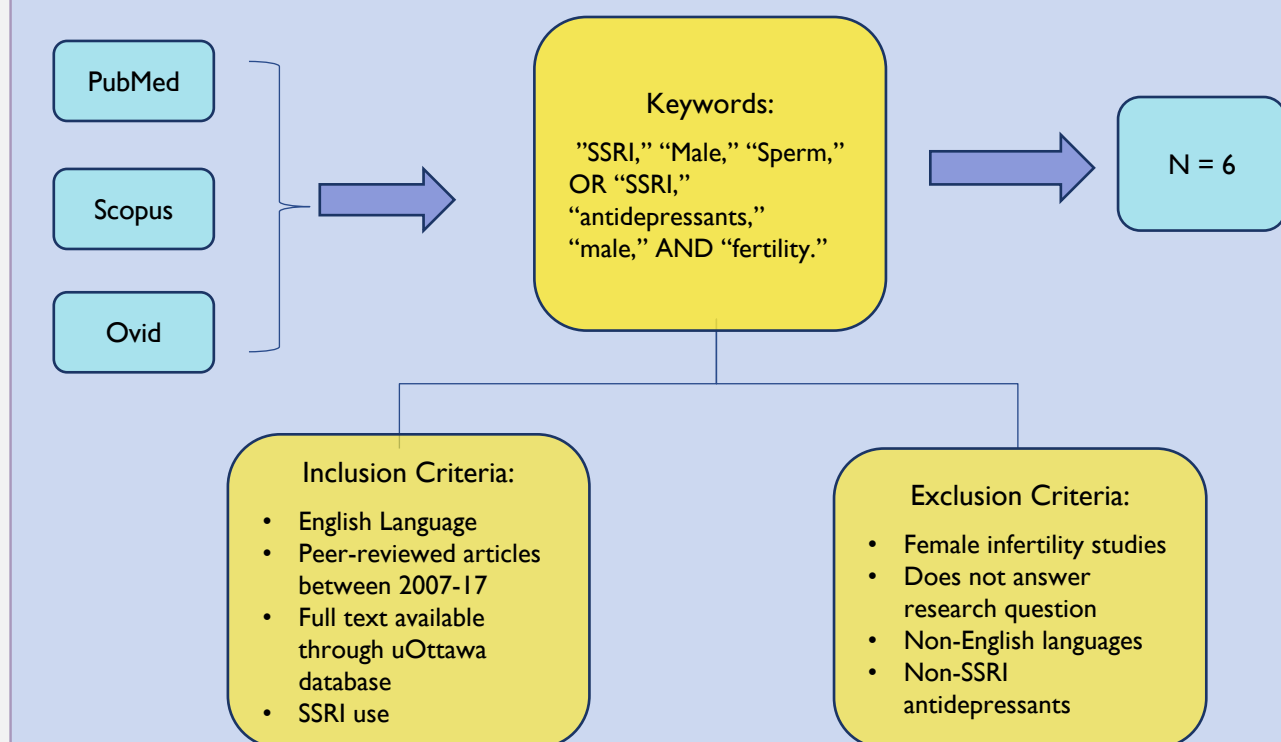 PubMed
Scopus
Ovid
Keywords:
”SSRI,” “Male,” “Sperm,”
OR “SSRI,”
“antidepressants,”
“male,” AND “fertility.”
N = 6
Inclusion Criteria:
• English Language
• Peer-reviewed articles
between 2007-17
• Full text available
through uOttawa
database
• SSRI use
Exclusion Criteria:
• Female infertility studies
• Does not answer
research question
• Non-English languages
• Non-SSRI
antidepressants